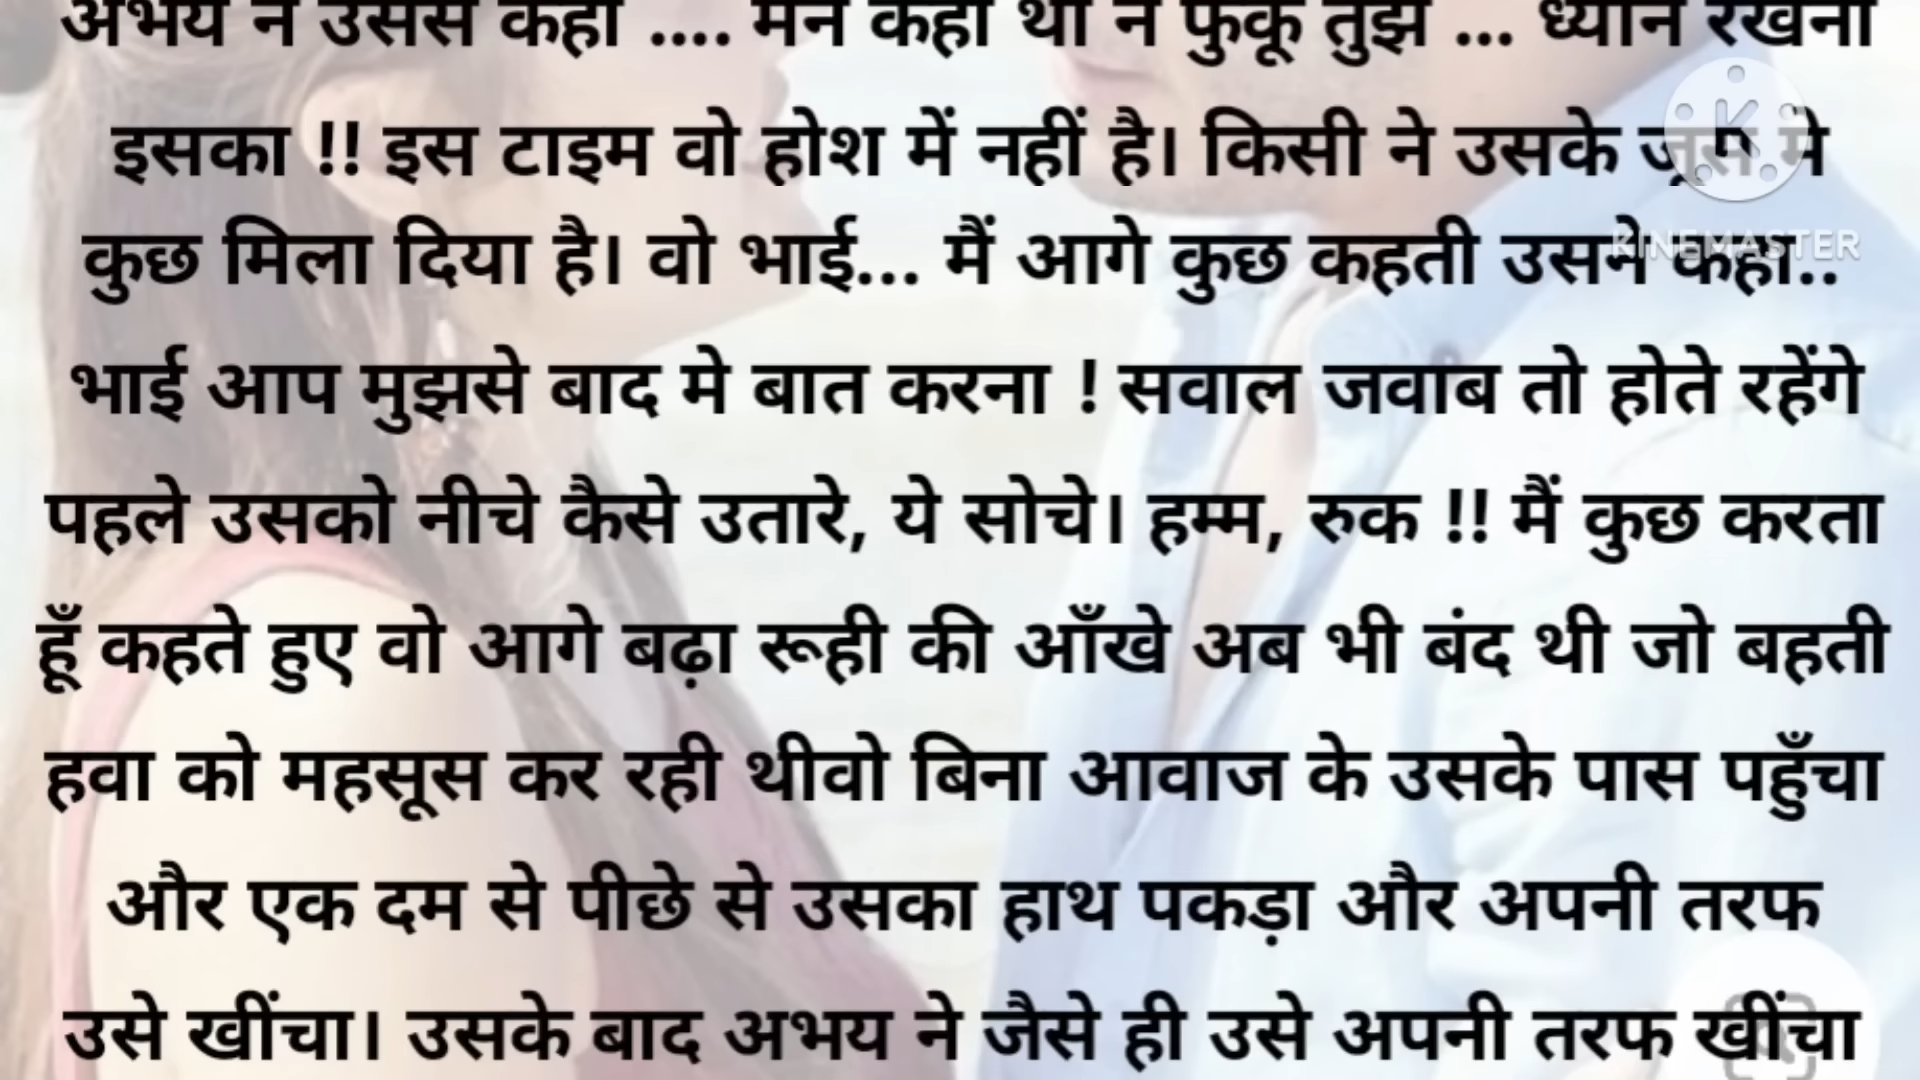 अभय ने उससे कहा .... मैंने कहा था न फुकू तुझे ... ध्यान रखना
इसका !! इस टाइम वो होश में नहीं है। किसी ने उसके जूस मे
कुछ मिला दिया है। वो भाई... मैं आगे कुछ कहती उसने कहा..
भाई आप मुझसे बाद मे बात करना ! सवाल जवाब तो होते रहेंगे
पहले उसको नीचे कैसे उतारे, ये सोचे। हम्म, रुक !! मैं कुछ करता
हूँ कहते हुए वो आगे बढ़ा रूही की आँखे अब भी बंद थी जो बहती
हवा को महसूस कर रही थीवो बिना आवाज के उसके पास पहुँचा
और एक दम से पीछे से उसका हाथ पकड़ा और अपनी तरफ
उसे खींचा। उसके बाद अभय ने जैसे ही उसे अपनी तरफ खींचा
K
KINEMASTER